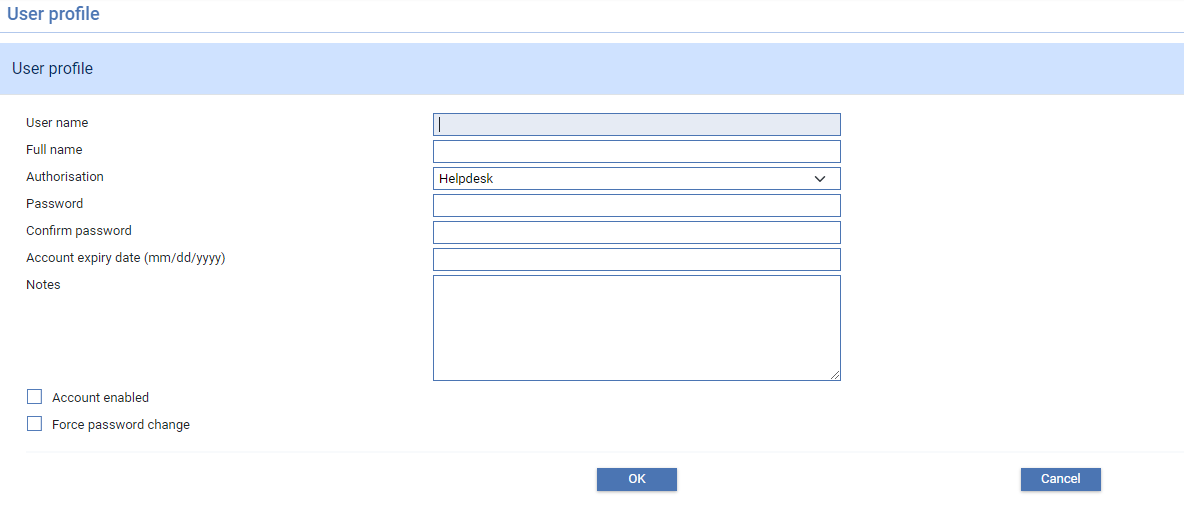 User profile
User profile
User name
Full name
Authorisation
Helpdesk
Password
Confirm password
Account expiry date (mm/dd/yyyy)
Notes
Account enabled
Force password change
OK
Cancel